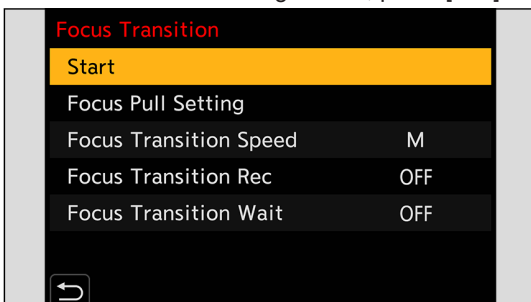 Focus Transition
Start
Focus Pull Setting
Focus Transition Speed M
Focus Transition Rec OFF
Focus Transition Wait OFF